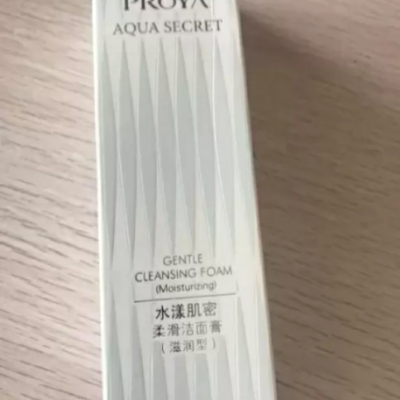 PROYA
AQUA SECRET
GENTLE
CLEANSING FOAM
(Moisturizing)
水漾肌密
柔滑洁面膏
(滋润型)